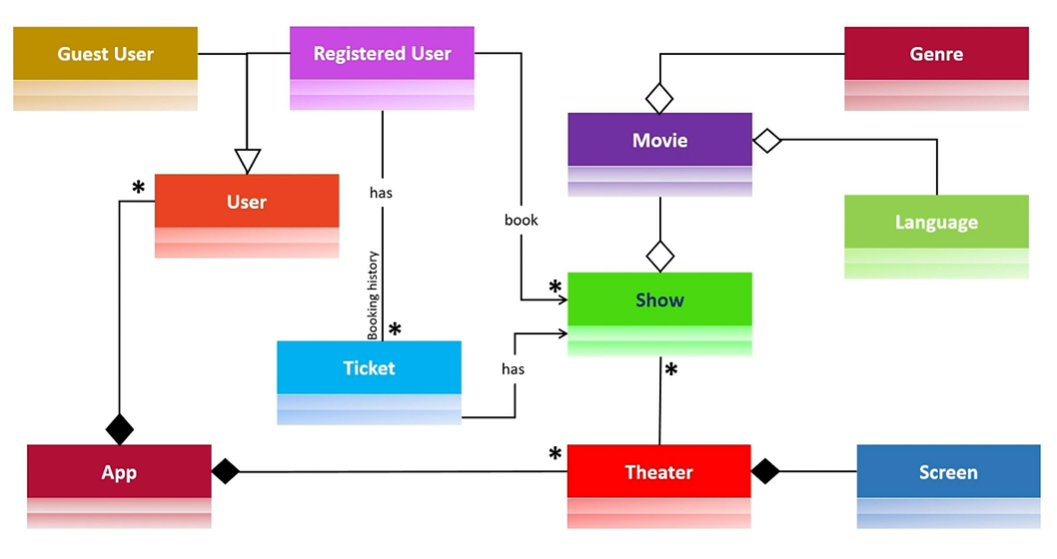 Guest User
Registered User
Genre
Movie
has
*
User
book
Language
Booking history
*
*
Show
Ticket
has
*
App
*
Theater
Screen